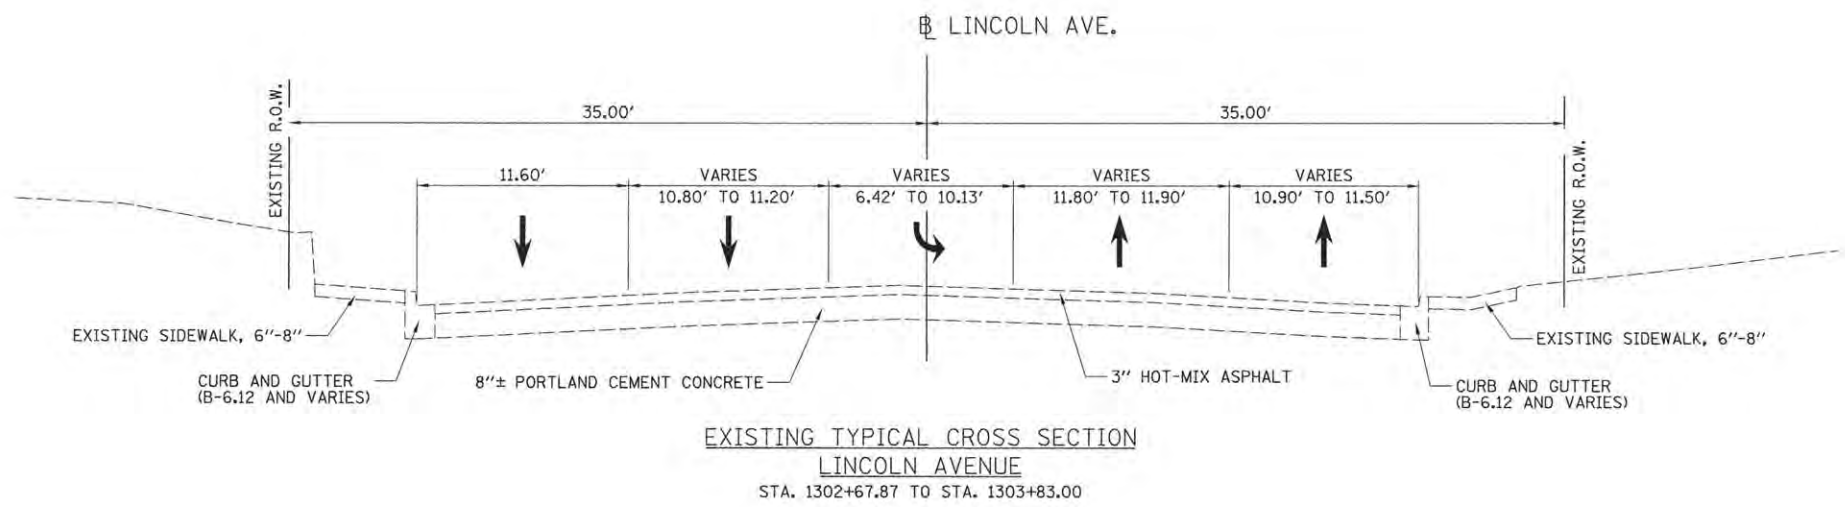 ℄ LINCOLN AVE.
EXISTING R.O.W.
35.00'
35.00'
EXISTING R.O.W.
11.60'
VARIES
10.80' TO 11.20'
VARIES
6.42' TO 10.13'
VARIES
11.80' TO 11.90'
VARIES
10.90' TO 11.50'
EXISTING SIDEWALK, 6"-8"
CURB AND GUTTER
(B-6.12 AND VARIES)
8"± PORTLAND CEMENT CONCRETE
3" HOT-MIX ASPHALT
EXISTING SIDEWALK, 6"-8"
CURB AND GUTTER
(B-6.12 AND VARIES)
EXISTING TYPICAL CROSS SECTION
LINCOLN AVENUE
STA. 1302+67.87 TO STA. 1303+83.00